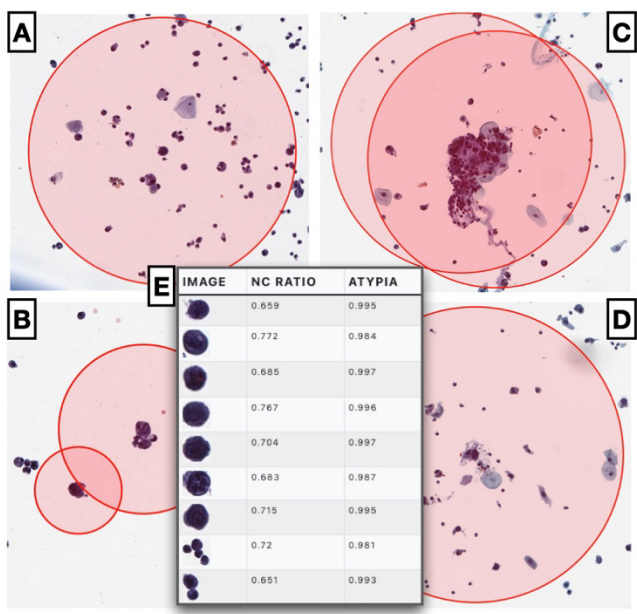 A
C
E
IMAGE NC RATIO ATYPIA
0.659 0.995
0.772 0.984
0.685 0.997
0.767 0.996
0.704 0.997
0.683 0.987
0.715 0.995
0.72 0.981
0.651 0.993
B
D